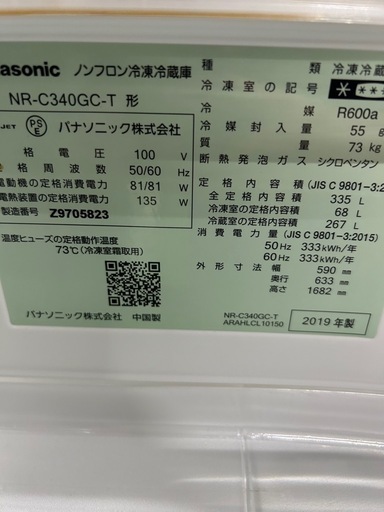 asonic ノンフロン冷凍冷蔵庫
NR-C340GC-T 形
JET PSE パナソニック株式会社
格電圧 100 V
格周波数 50/60 Hz
電動機の定格消費電力 81/81 W
電熱装置の定格消費電力 135 W
製造番号 Z9705823
温度ヒューズの定格動作温度
73℃(冷凍室霜取用)
パナソニック株式会社 中国製
種類 冷凍冷蔵
冷凍室の記号
冷媒 R600a
冷媒封入量 55g
質量 73 kg
断熱発泡ガス シクロペンタン
定格内容積 (JIS C 9801-3:2
全定格内容積 335L
冷凍室の定格内容積 68 L
冷蔵室の定格内容積 267 L
消費電力量 (JIS C 9801-3:2015)
50Hz 333kWh/年
60Hz 333kWh/年
外形寸法 幅 590 mm
奥行 633 mm
高さ 1682 mm
NR-C340GC-T
ARAHLCL10150
2019年製